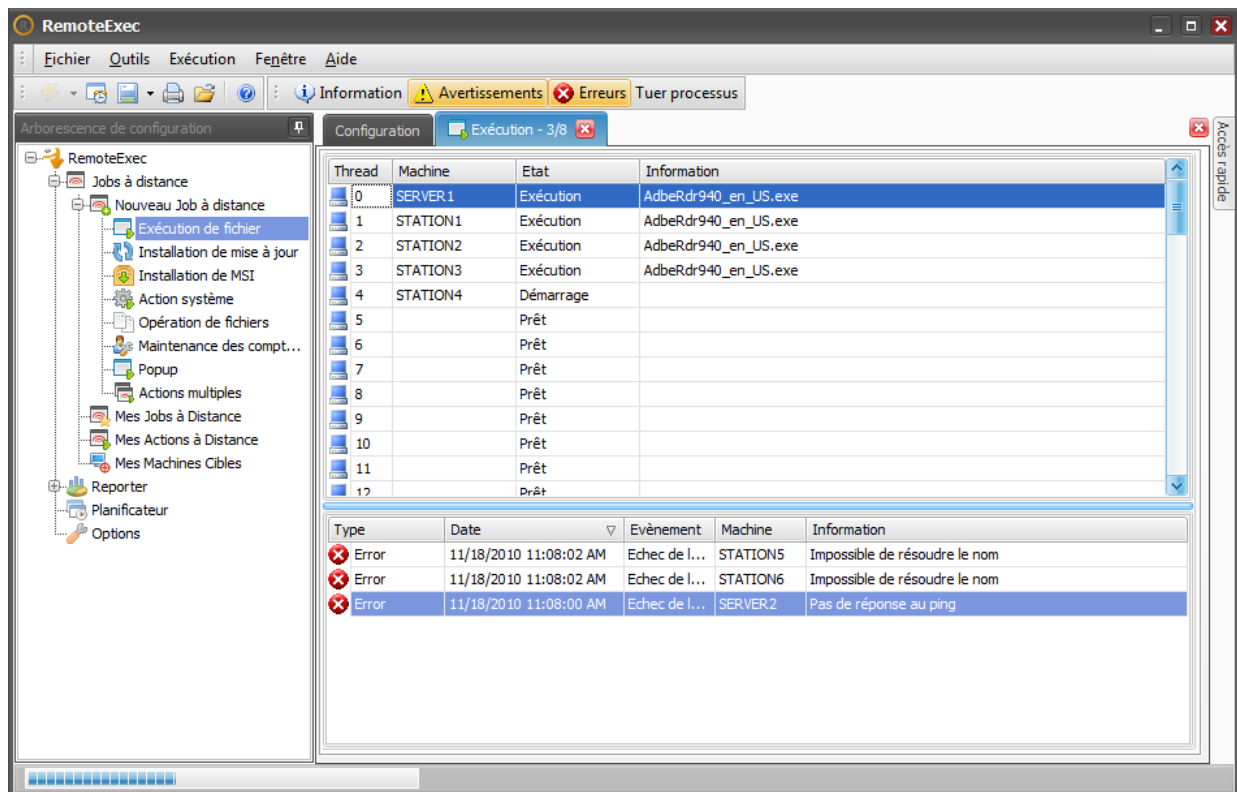 RemoteExec
Fichier Outils Exécution Fenêtre Aide
Information Avertissements Erreurs Tuer processus
Arborescence de configuration
RemoteExec
Jobs à distance
Nouveau Job à distance
Exécution de fichier
Installation de mise à jour
Installation de MSI
Action système
Opération de fichiers
Maintenance des compt...
Popup
Actions multiples
Mes Jobs à Distance
Mes Actions à Distance
Mes Machines Cibles
Reporter
Planificateur
Options
Configuration Exécution - 3/8
Accès rapide
Thread Machine Etat Information
0 SERVER1 Exécution AdbeRdr940_en_US.exe
1 STATION1 Exécution AdbeRdr940_en_US.exe
2 STATION2 Exécution AdbeRdr940_en_US.exe
3 STATION3 Exécution AdbeRdr940_en_US.exe
4 STATION4 Démarrage
5 Prêt
6 Prêt
7 Prêt
8 Prêt
9 Prêt
10 Prêt
11 Prêt
12 Prêt
Type Date Evènement Machine Information
Error 11/18/2010 11:08:02 AM Echec de l... STATION5 Impossible de résoudre le nom
Error 11/18/2010 11:08:02 AM Echec de l... STATION6 Impossible de résoudre le nom
Error 11/18/2010 11:08:00 AM Echec de l... SERVER2 Pas de réponse au ping